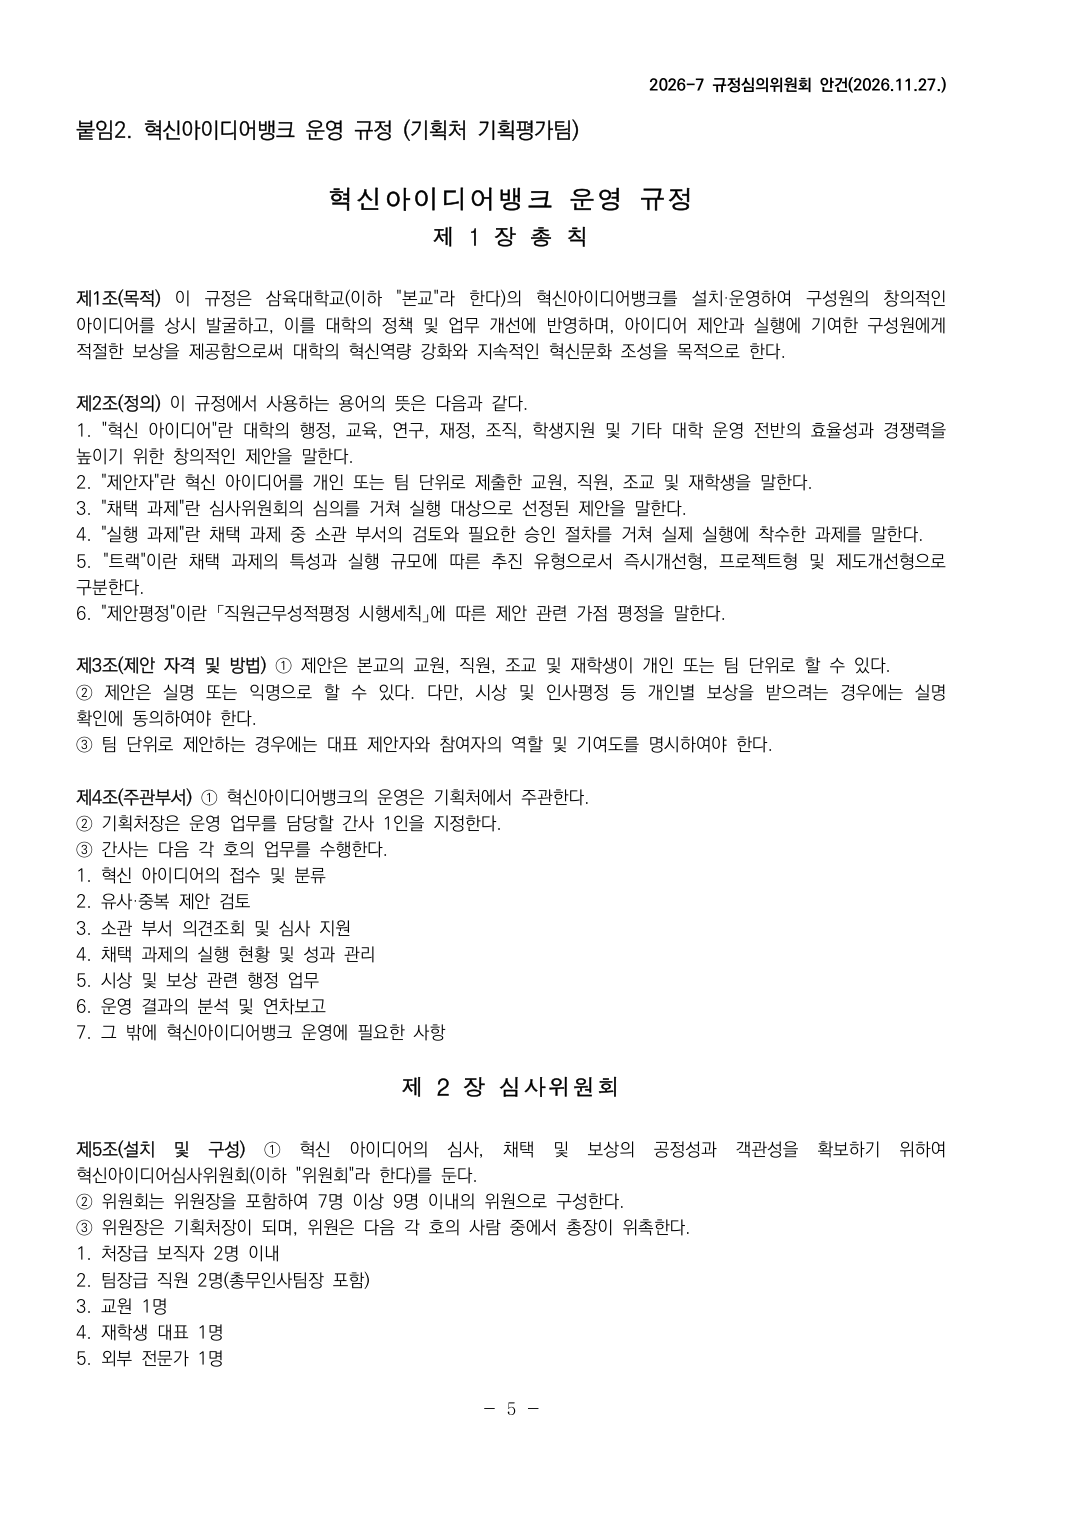 2026-7 규정심의위원회 안건(2026.11.27.)
붙임2. 혁신아이디어뱅크 운영 규정 (기획처 기획평가팀)
혁신아이디어뱅크 운영 규정
제 1 장 총 칙
제1조(목적) 이 규정은 삼육대학교(이하 "본교"라 한다)의 혁신아이디어뱅크를 설치·운영하여 구성원의 창의적인
아이디어를 상시 발굴하고, 이를 대학의 정책 및 업무 개선에 반영하며, 아이디어 제안과 실행에 기여한 구성원에게
적절한 보상을 제공함으로써 대학의 혁신역량 강화와 지속적인 혁신문화 조성을 목적으로 한다.
제2조(정의) 이 규정에서 사용하는 용어의 뜻은 다음과 같다.
1. "혁신 아이디어"란 대학의 행정, 교육, 연구, 재정, 조직, 학생지원 및 기타 대학 운영 전반의 효율성과 경쟁력을
높이기 위한 창의적인 제안을 말한다.
2. "제안자"란 혁신 아이디어를 개인 또는 팀 단위로 제출한 교원, 직원, 조교 및 재학생을 말한다.
3. "채택 과제"란 심사위원회의 심의를 거쳐 실행 대상으로 선정된 제안을 말한다.
4. "실행 과제"란 채택 과제 중 소관 부서의 검토와 필요한 승인 절차를 거쳐 실제 실행에 착수한 과제를 말한다.
5. "트랙"이란 채택 과제의 특성과 실행 규모에 따른 추진 유형으로서 즉시개선형, 프로젝트형 및 제도개선형으로
구분한다.
6. "제안평정"이란 「직원근무성적평정 시행세칙」에 따른 제안 관련 가점 평정을 말한다.
제3조(제안 자격 및 방법) ① 제안은 본교의 교원, 직원, 조교 및 재학생이 개인 또는 팀 단위로 할 수 있다.
② 제안은 실명 또는 익명으로 할 수 있다. 다만, 시상 및 인사평정 등 개인별 보상을 받으려는 경우에는 실명
확인에 동의하여야 한다.
③ 팀 단위로 제안하는 경우에는 대표 제안자와 참여자의 역할 및 기여도를 명시하여야 한다.
제4조(주관부서) ① 혁신아이디어뱅크의 운영은 기획처에서 주관한다.
② 기획처장은 운영 업무를 담당할 간사 1인을 지정한다.
③ 간사는 다음 각 호의 업무를 수행한다.
1. 혁신 아이디어의 접수 및 분류
2. 유사·중복 제안 검토
3. 소관 부서 의견조회 및 심사 지원
4. 채택 과제의 실행 현황 및 성과 관리
5. 시상 및 보상 관련 행정 업무
6. 운영 결과의 분석 및 연차보고
7. 그 밖에 혁신아이디어뱅크 운영에 필요한 사항
제 2 장 심사위원회
제5조(설치 및 구성) ① 혁신 아이디어의 심사, 채택 및 보상의 공정성과 객관성을 확보하기 위하여
혁신아이디어심사위원회(이하 "위원회"라 한다)를 둔다.
② 위원회는 위원장을 포함하여 7명 이상 9명 이내의 위원으로 구성한다.
③ 위원장은 기획처장이 되며, 위원은 다음 각 호의 사람 중에서 총장이 위촉한다.
1. 처장급 보직자 2명 이내
2. 팀장급 직원 2명(총무인사팀장 포함)
3. 교원 1명
4. 재학생 대표 1명
5. 외부 전문가 1명
- 5 -